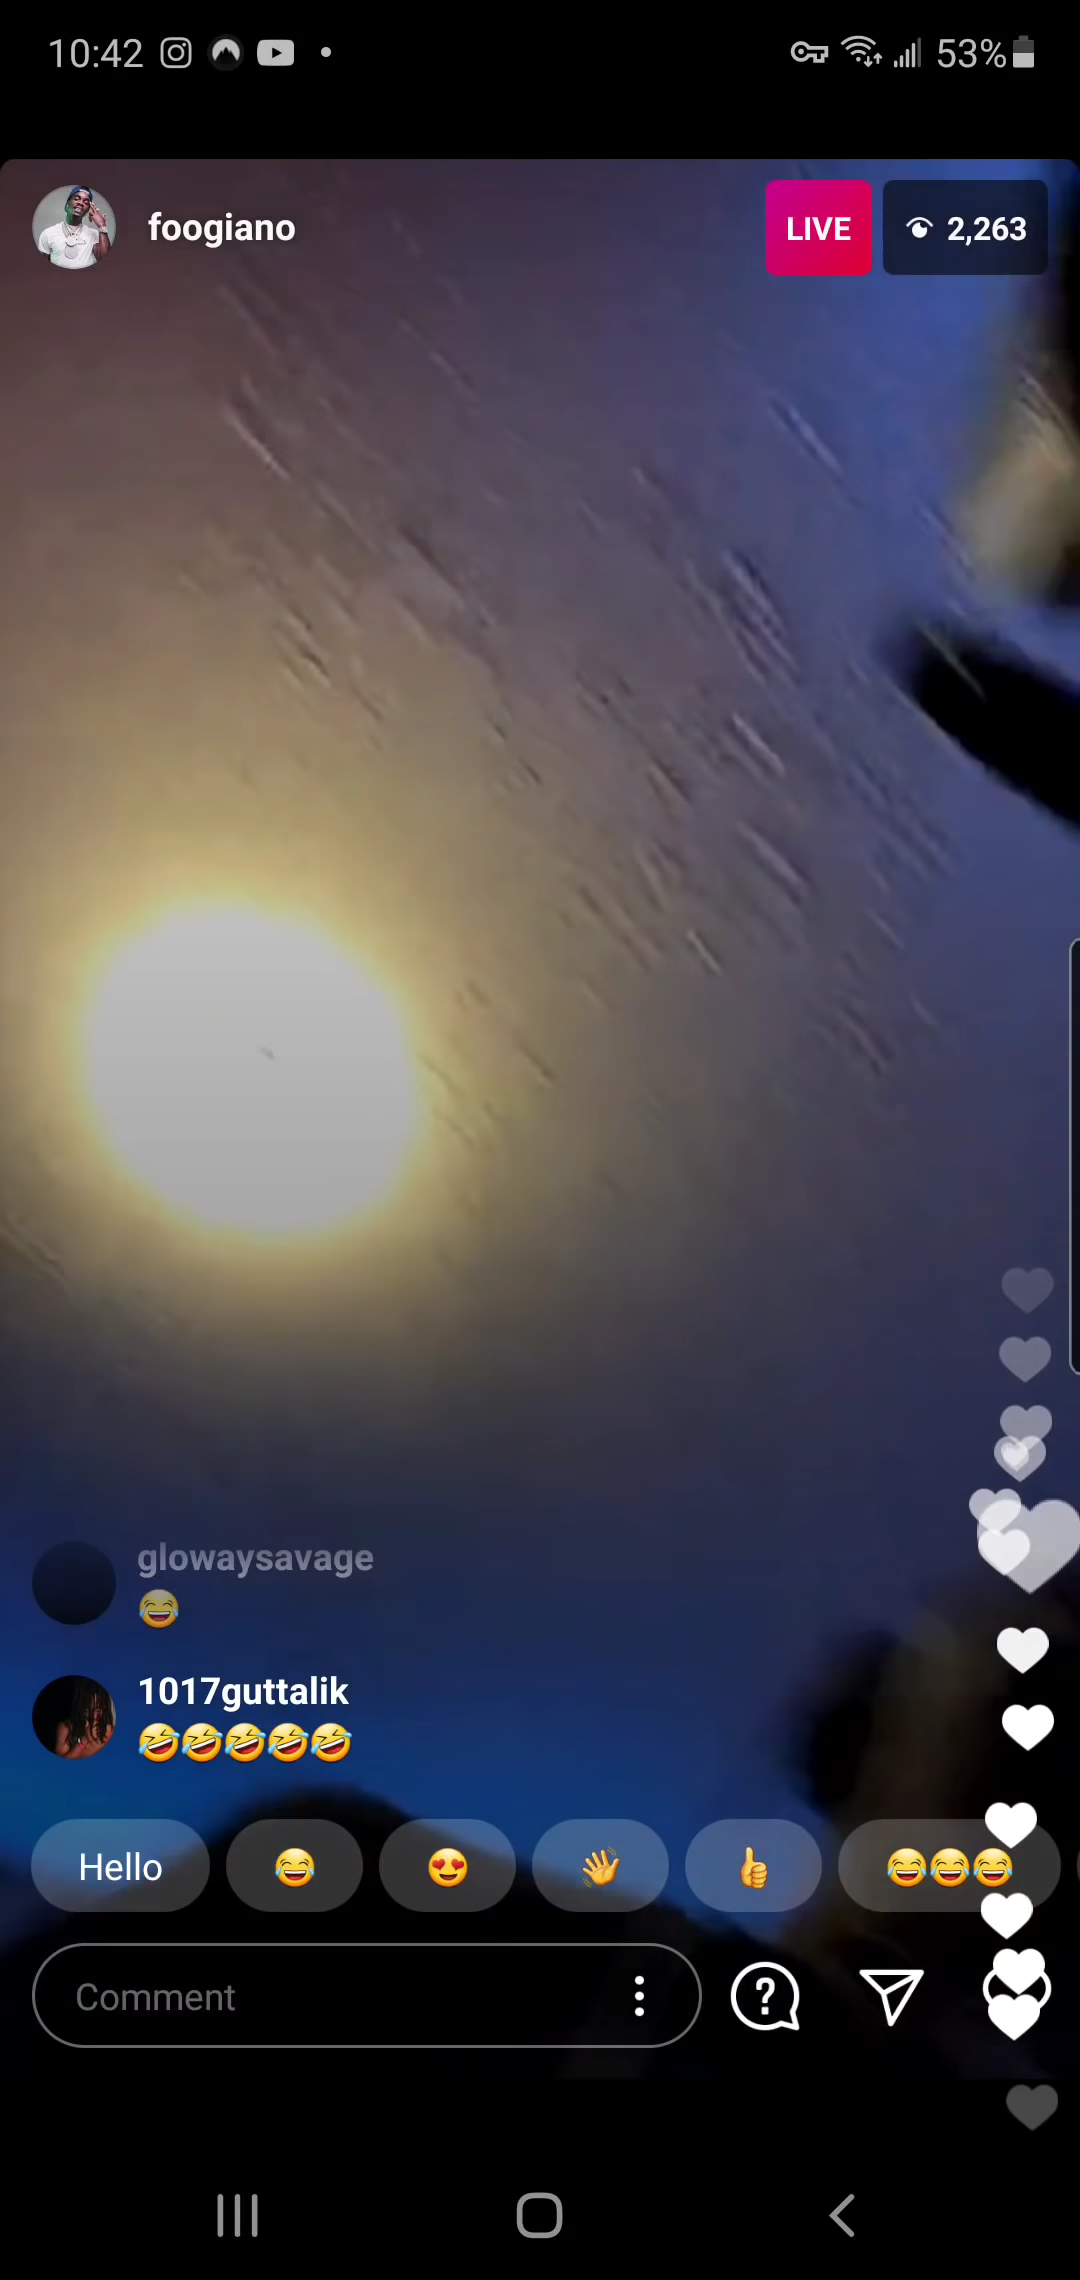 10:42
53%
foogiano
LIVE
2,263
glowaysavage
😂
1017guttalik
🤣🤣🤣🤣🤣
Hello 😂 😍 👋 👍 😂😂😂
Comment